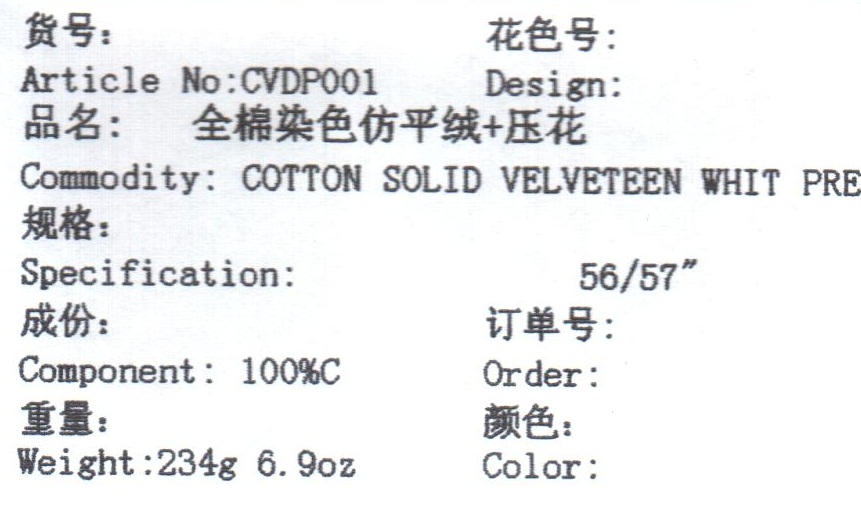 货号: 花色号:
Article No:CVDP001 Design:
品名: 全棉染色仿平绒+压花
Commodity: COTTON SOLID VELVETEEN WHIT PRE
规格:
Specification: 56/57"
成份: 订单号:
Component: 100%C Order:
重量: 颜色:
Weight:234g 6.9oz Color: